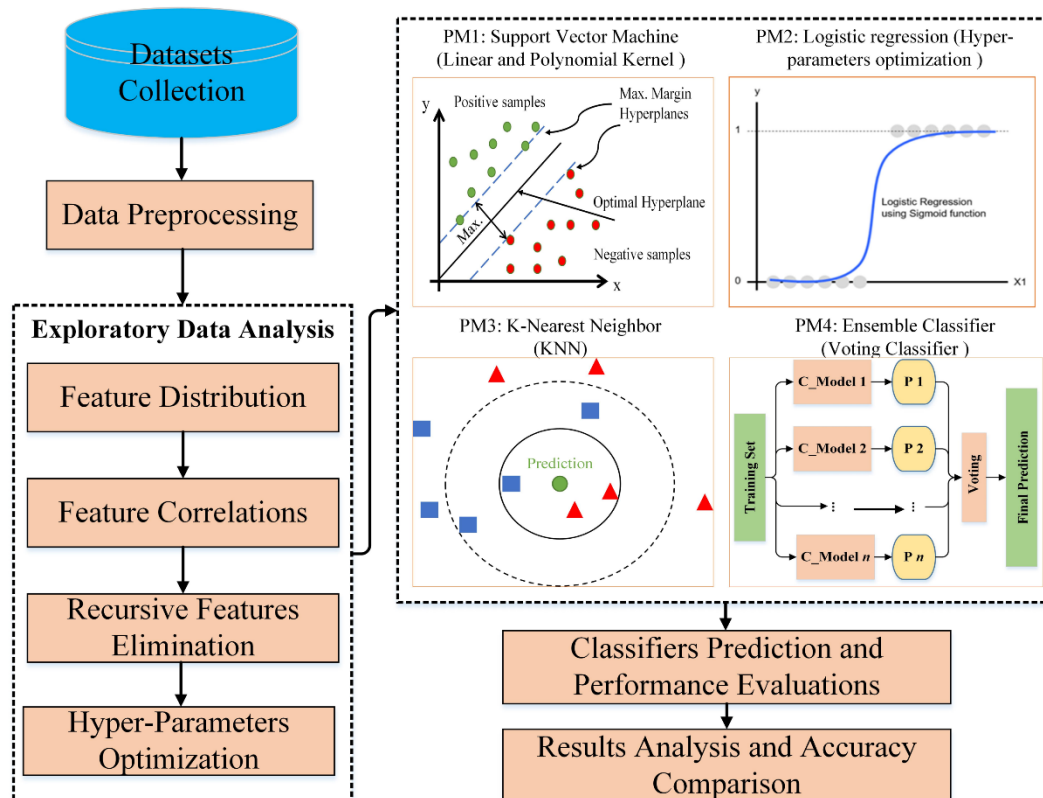 Datasets
Collection
Data Preprocessing
Exploratory Data Analysis
Feature Distribution
Feature Correlations
Recursive Features
Elimination
Hyper-Parameters
Optimization
PM1: Support Vector Machine
(Linear and Polynomial Kernel )
y
Positive samples
Max. Margin
Hyperplanes
Max.
Optimal Hyperplane
Negative samples
x
PM2: Logistic regression (Hyper-
parameters optimization )
y
1
Logistic Regression
using Sigmoid function
0
X1
PM3: K-Nearest Neighbor
(KNN)
Prediction
PM4: Ensemble Classifier
(Voting Classifier )
Training Set
C_Model 1
P 1
C_Model 2
P 2
⋮
⋮
C_Model n
P n
Voting
Final Prediction
Classifiers Prediction and
Performance Evaluations
Results Analysis and Accuracy
Comparison